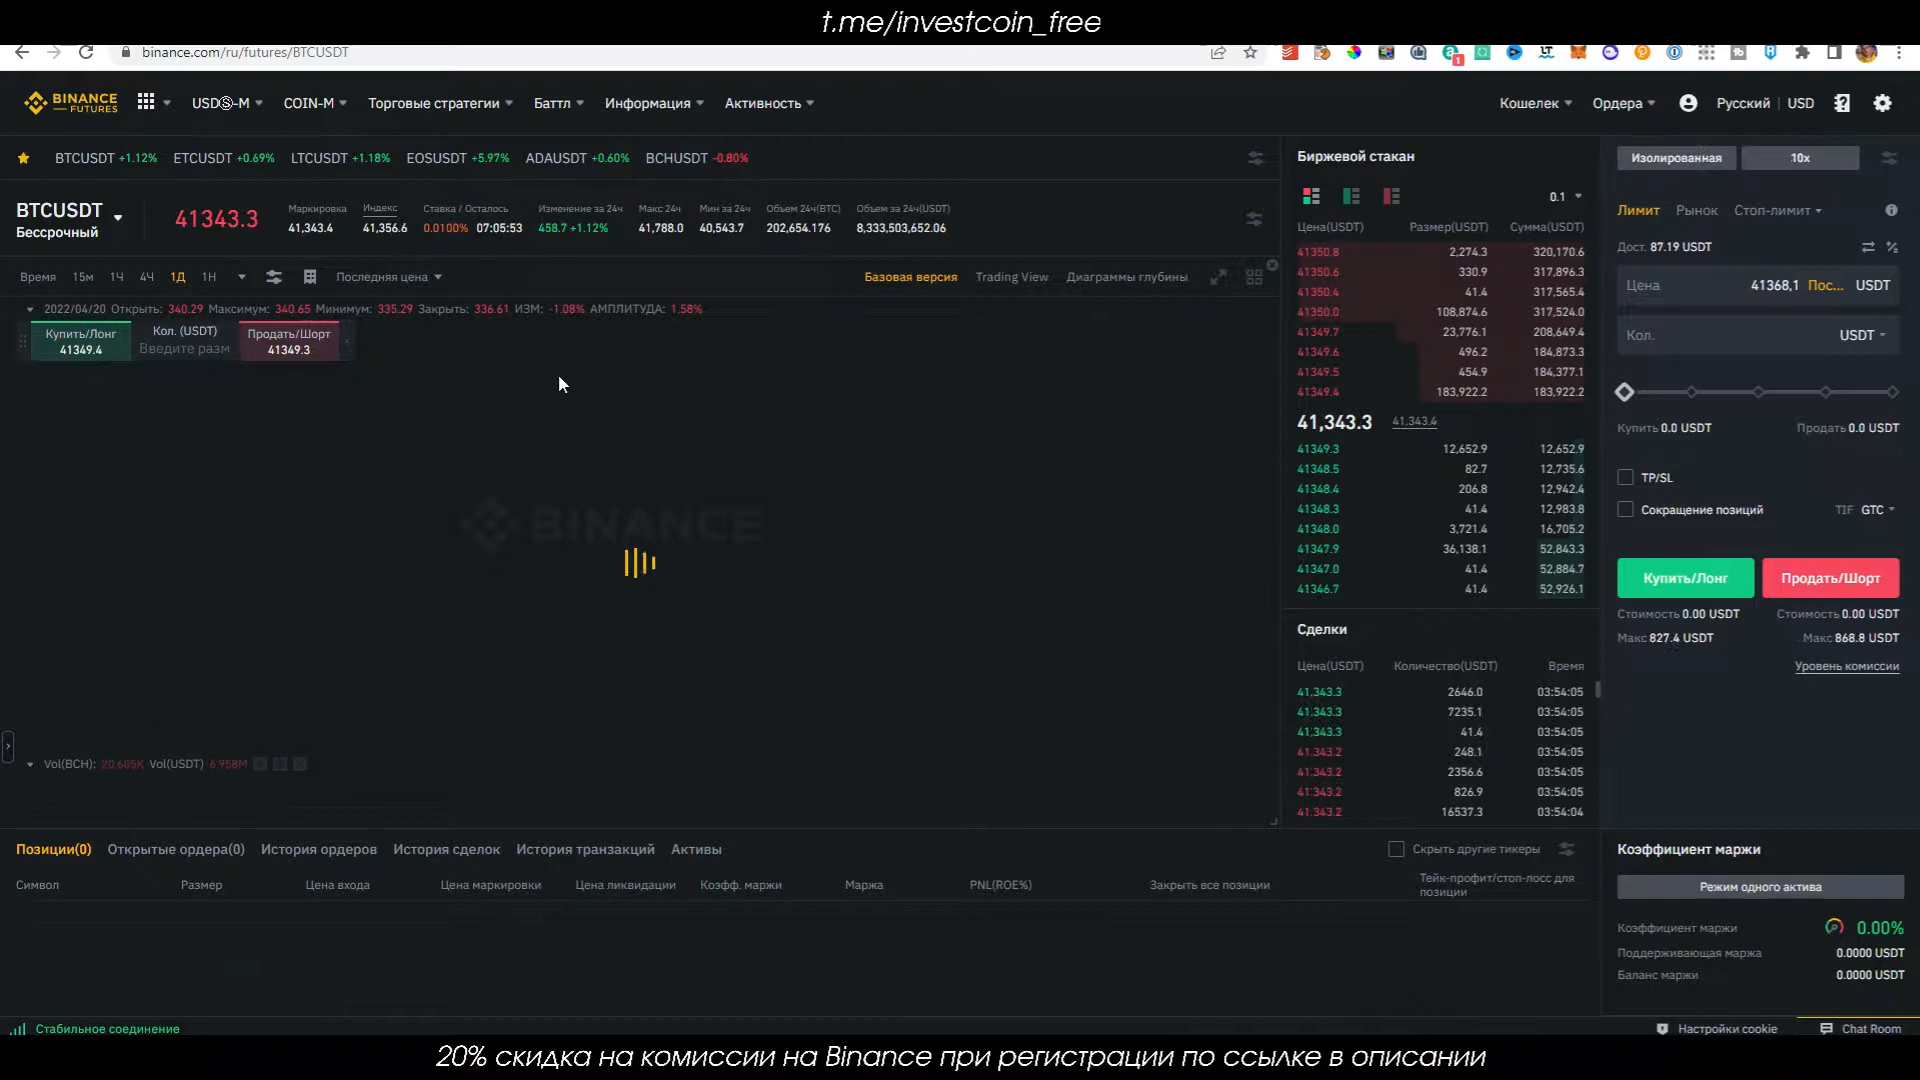 t.me/investcoin_free
binance.com/ru/futures/BTCUSDT
BINANCE FUTURES USDⓈ-M COIN-M Торговые стратегии Баттл Информация Активность Кошелек Ордера Русский | USD
BTCUSDT +1.12% ETCUSDT +0.69% LTCUSDT +1.18% EOSUSDT +5.97% ADAUSDT +0.60% BCHUSDT -0.80%
BTCUSDT
Бессрочный
41343.3
Маркировка 41,343.4
Индекс 41,356.6
Ставка / Осталось 0.0100% 07:05:53
Изменение за 24ч 458.7 +1.12%
Макс 24ч 41,788.0
Мин за 24ч 40,543.7
Объем 24ч(BTC) 202,654.176
Объем за 24ч(USDT) 8,333,503,652.06
Время 15м 1Ч 4Ч 1Д 1Н Последняя цена Базовая версия Trading View Диаграммы глубины
2022/04/20 Открыть: 340.29 Максимум: 340.65 Минимум: 335.29 Закрыть: 336.61 ИЗМ: -1.08% АМПЛИТУДА: 1.58%
Купить/Лонг
41349.4
Кол. (USDT)
Введите разм
Продать/Шорт
41349.3
BINANCE
Vol(BCH): 20.605K Vol(USDT) 6.958M
Биржевой стакан
0.1
Цена(USDT) Размер(USDT) Сумма(USDT)
41350.8 2,274.3 320,170.6
41350.6 330.9 317,896.3
41350.4 41.4 317,565.4
41350.0 108,874.6 317,524.0
41349.7 23,776.1 208,649.4
41349.6 496.2 184,873.3
41349.5 454.9 184,377.1
41349.4 183,922.2 183,922.2
41,343.3 41,343.4
41349.3 12,652.9 12,652.9
41348.5 82.7 12,735.6
41348.4 206.8 12,942.4
41348.3 41.4 12,983.8
41348.0 3,721.4 16,705.2
41347.9 36,138.1 52,843.3
41347.0 41.4 52,884.7
41346.7 41.4 52,926.1
Сделки
Цена(USDT) Количество(USDT) Время
41,343.3 2646.0 03:54:05
41,343.3 7235.1 03:54:05
41,343.3 41.4 03:54:05
41,343.2 248.1 03:54:05
41,343.2 2356.6 03:54:05
41,343.2 826.9 03:54:05
41,343.2 16537.3 03:54:04
Изолированная 10x
Лимит Рынок Стоп-лимит
Дост. 87.19 USDT
Цена 41368,1 Пос... USDT
Кол. USDT
Купить 0.0 USDT Продать 0.0 USDT
TP/SL
Сокращение позиций TIF GTC
Купить/Лонг Продать/Шорт
Стоимость 0.00 USDT Стоимость 0.00 USDT
Макс 827.4 USDT Макс 868.8 USDT
Уровень комиссии
Позиции(0) Открытые ордера(0) История ордеров История сделок История транзакций Активы Скрыть другие тикеры
Символ Размер Цена входа Цена маркировки Цена ликвидации Коэфф. маржи Маржа PNL(ROE%) Закрыть все позиции Тейк-профит/стоп-лосс для
позиции
Коэффициент маржи
Режим одного актива
Коэффициент маржи 0.00%
Поддерживающая маржа 0.0000 USDT
Баланс маржи 0.0000 USDT
Стабильное соединение Настройки cookie Chat Room
20% скидка на комиссии на Binance при регистрации по ссылке в описании